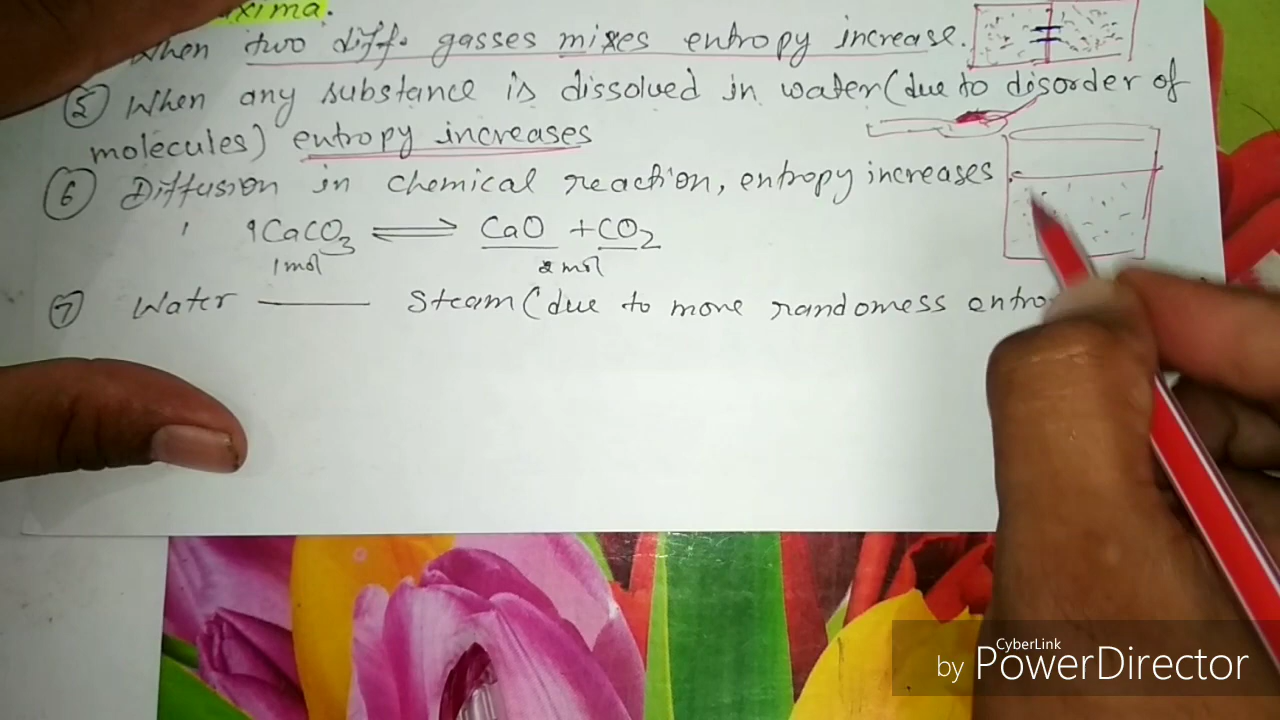 xima.
When two diff. gasses mixes entropy increase.
⑤ When any substance is dissolved in water (due to disorder of
molecules) entropy increases
⑥ Diffusion in chemical reaction, entropy increases
CaCO3 ⇌ CaO + CO2
1 mol 2 mol
⑦ Water —— Steam (due to more randomess entro
CyberLink
by PowerDirector